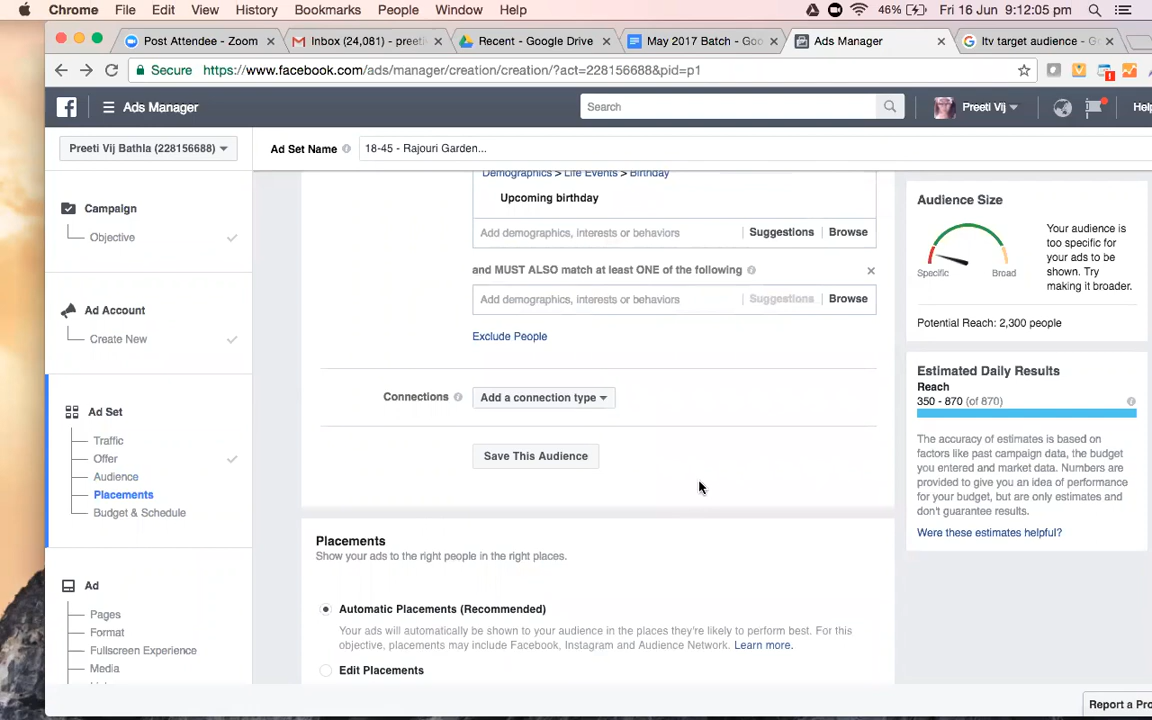 Chrome File Edit View History Bookmarks People Window Help 46% Fri 16 Jun 9:12:05 pm
Post Attendee - Zoom Inbox (24,081) - preeti Recent - Google Drive May 2017 Batch - Goo Ads Manager ltv target audience - Go
Secure https://www.facebook.com/ads/manager/creation/creation/?act=228156688&pid=p1
Ads Manager Search Preeti Vij Help
Preeti Vij Bathla (228156688) Ad Set Name 18-45 - Rajouri Garden...
Demographics > Life Events > Birthday
Upcoming birthday
Add demographics, interests or behaviors Suggestions Browse
and MUST ALSO match at least ONE of the following
Add demographics, interests or behaviors Suggestions Browse
Exclude People
Connections Add a connection type
Save This Audience
Placements
Show your ads to the right people in the right places.
Automatic Placements (Recommended)
Your ads will automatically be shown to your audience in the places they're likely to perform best. For this
objective, placements may include Facebook, Instagram and Audience Network. Learn more.
Edit Placements
Campaign
Objective
Ad Account
Create New
Ad Set
Traffic
Offer
Audience
Placements
Budget & Schedule
Ad
Pages
Format
Fullscreen Experience
Media
Audience Size
Specific Broad
Your audience is
too specific for
your ads to be
shown. Try
making it broader.
Potential Reach: 2,300 people
Estimated Daily Results
Reach
350 - 870 (of 870)
The accuracy of estimates is based on
factors like past campaign data, the budget
you entered and market data. Numbers are
provided to give you an idea of performance
for your budget, but are only estimates and
don't guarantee results.
Were these estimates helpful?
Report a Pro